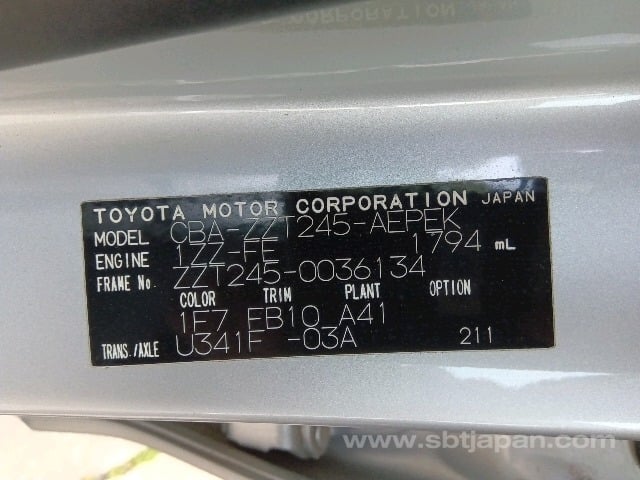 TOYOTA MOTOR CORPORATION JAPAN
MODEL CBA-ZZT245-AEPEK
ENGINE 1ZZ-FE 1794 mL
FRAME No. ZZT245-0036134
COLOR TRIM PLANT OPTION
1F7 EB10 A41
TRANS./AXLE U341F -03A 211
www.sbtjapan.com